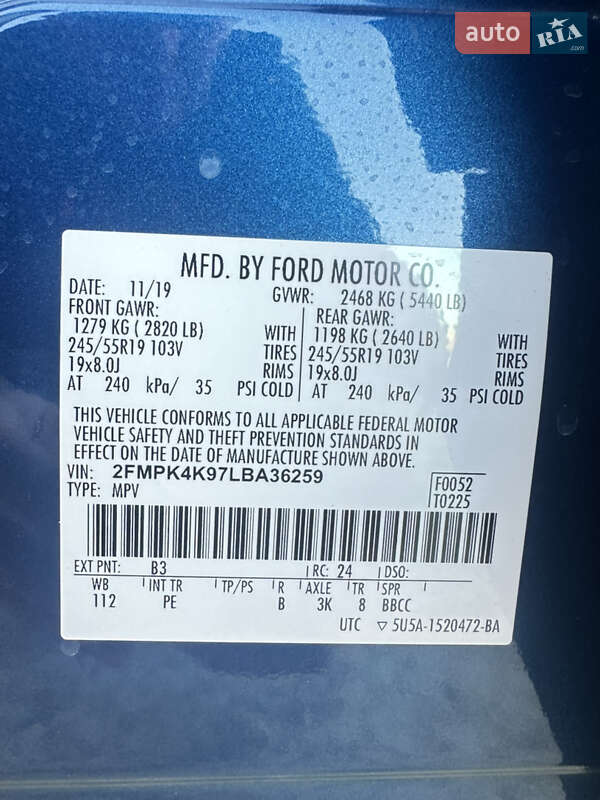 auto RIA.com
MFD. BY FORD MOTOR CO.
DATE: 11/19 GVWR: 2468 KG ( 5440 LB)
FRONT GAWR: REAR GAWR:
1279 KG ( 2820 LB) WITH 1198 KG ( 2640 LB) WITH
245/55R19 103V TIRES 245/55R19 103V TIRES
19x8.0J RIMS 19x8.0J RIMS
AT 240 kPa/ 35 PSI COLD AT 240 kPa/ 35 PSI COLD
THIS VEHICLE CONFORMS TO ALL APPLICABLE FEDERAL MOTOR
VEHICLE SAFETY AND THEFT PREVENTION STANDARDS IN
EFFECT ON THE DATE OF MANUFACTURE SHOWN ABOVE.
VIN: 2FMPK4K97LBA36259 F0052
TYPE: MPV T0225
EXT PNT: B3 RC: 24 DSO:
WB INT TR TP/PS R AXLE TR SPR
112 PE B 3K 8 BBCC
UTC ▽ 5U5A-1520472-BA